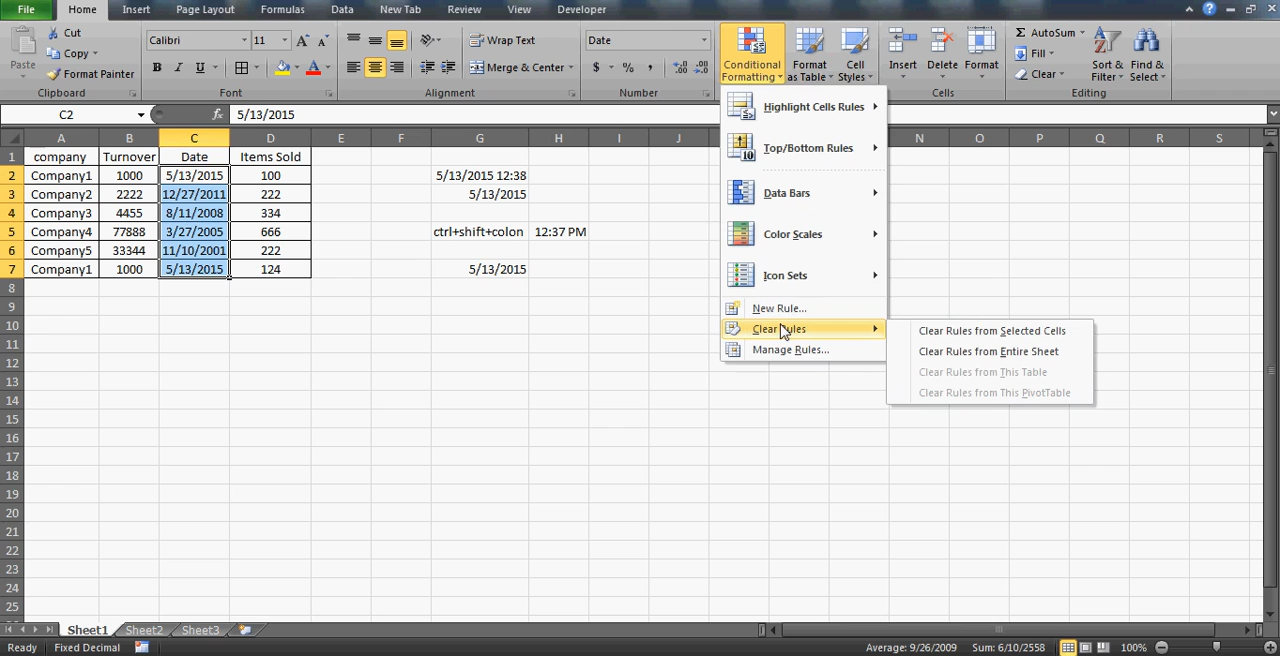 File Home Insert Page Layout Formulas Data New Tab Review View Developer
Paste Cut Calibri 11 Wrap Text Date Conditional Formatting Format as Table Cell Styles Insert Delete Format AutoSum Sort & Filter Find & Select
Copy Fill
Format Painter B I U A Merge & Center $ % , Clear
Clipboard Font Alignment Number Cells Editing
C2 fx 5/13/2015
A B C D E F G H I J N O P Q R S
1 company Turnover Date Items Sold
2 Company1 1000 5/13/2015 100 5/13/2015 12:38
3 Company2 2222 12/27/2011 222 5/13/2015
4 Company3 4455 8/11/2008 334
5 Company4 77888 3/27/2005 666 ctrl+shift+colon 12:37 PM
6 Company5 33344 11/10/2001 222
7 Company1 1000 5/13/2015 124 5/13/2015
8
9
10
11
12
13
14
15
16
17
18
19
20
21
22
23
24
25
Highlight Cells Rules
Top/Bottom Rules
Data Bars
Color Scales
Icon Sets
New Rule...
Clear Rules
Manage Rules...
Clear Rules from Selected Cells
Clear Rules from Entire Sheet
Clear Rules from This Table
Clear Rules from This PivotTable
Sheet1 Sheet2 Sheet3
Ready Fixed Decimal Average: 9/26/2009 Sum: 6/10/2558 100%